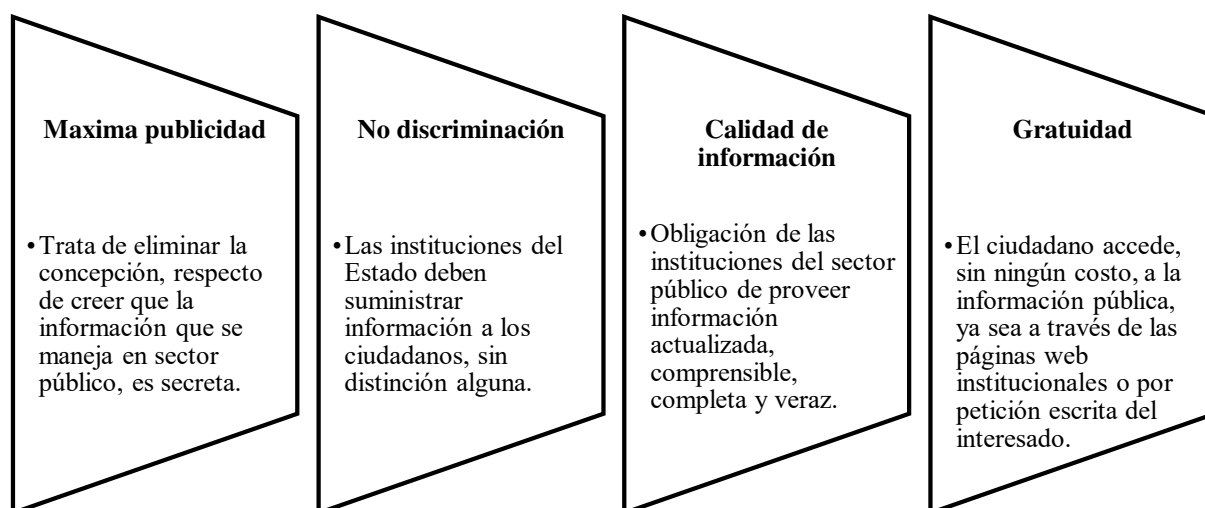 Maxima publicidad
•Trata de eliminar la
concepción, respecto
de creer que la
información que se
maneja en sector
público, es secreta.
No discriminación
•Las instituciones del
Estado deben
suministrar
información a los
ciudadanos, sin
distinción alguna.
Calidad de
información
•Obligación de las
instituciones del sector
público de proveer
información
actualizada,
comprensible,
completa y veraz.
Gratuidad
•El ciudadano accede,
sin ningún costo, a la
información pública,
ya sea a través de las
páginas web
institucionales o por
petición escrita del
interesado.